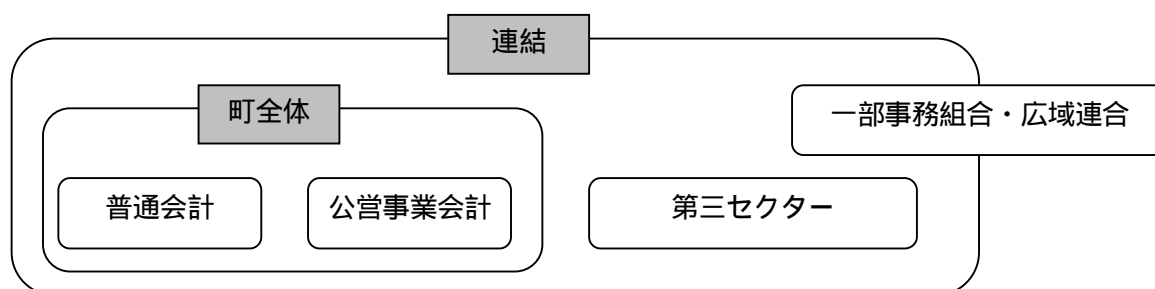 連結
町全体
一部事務組合・広域連合
普通会計
公営事業会計
第三セクター